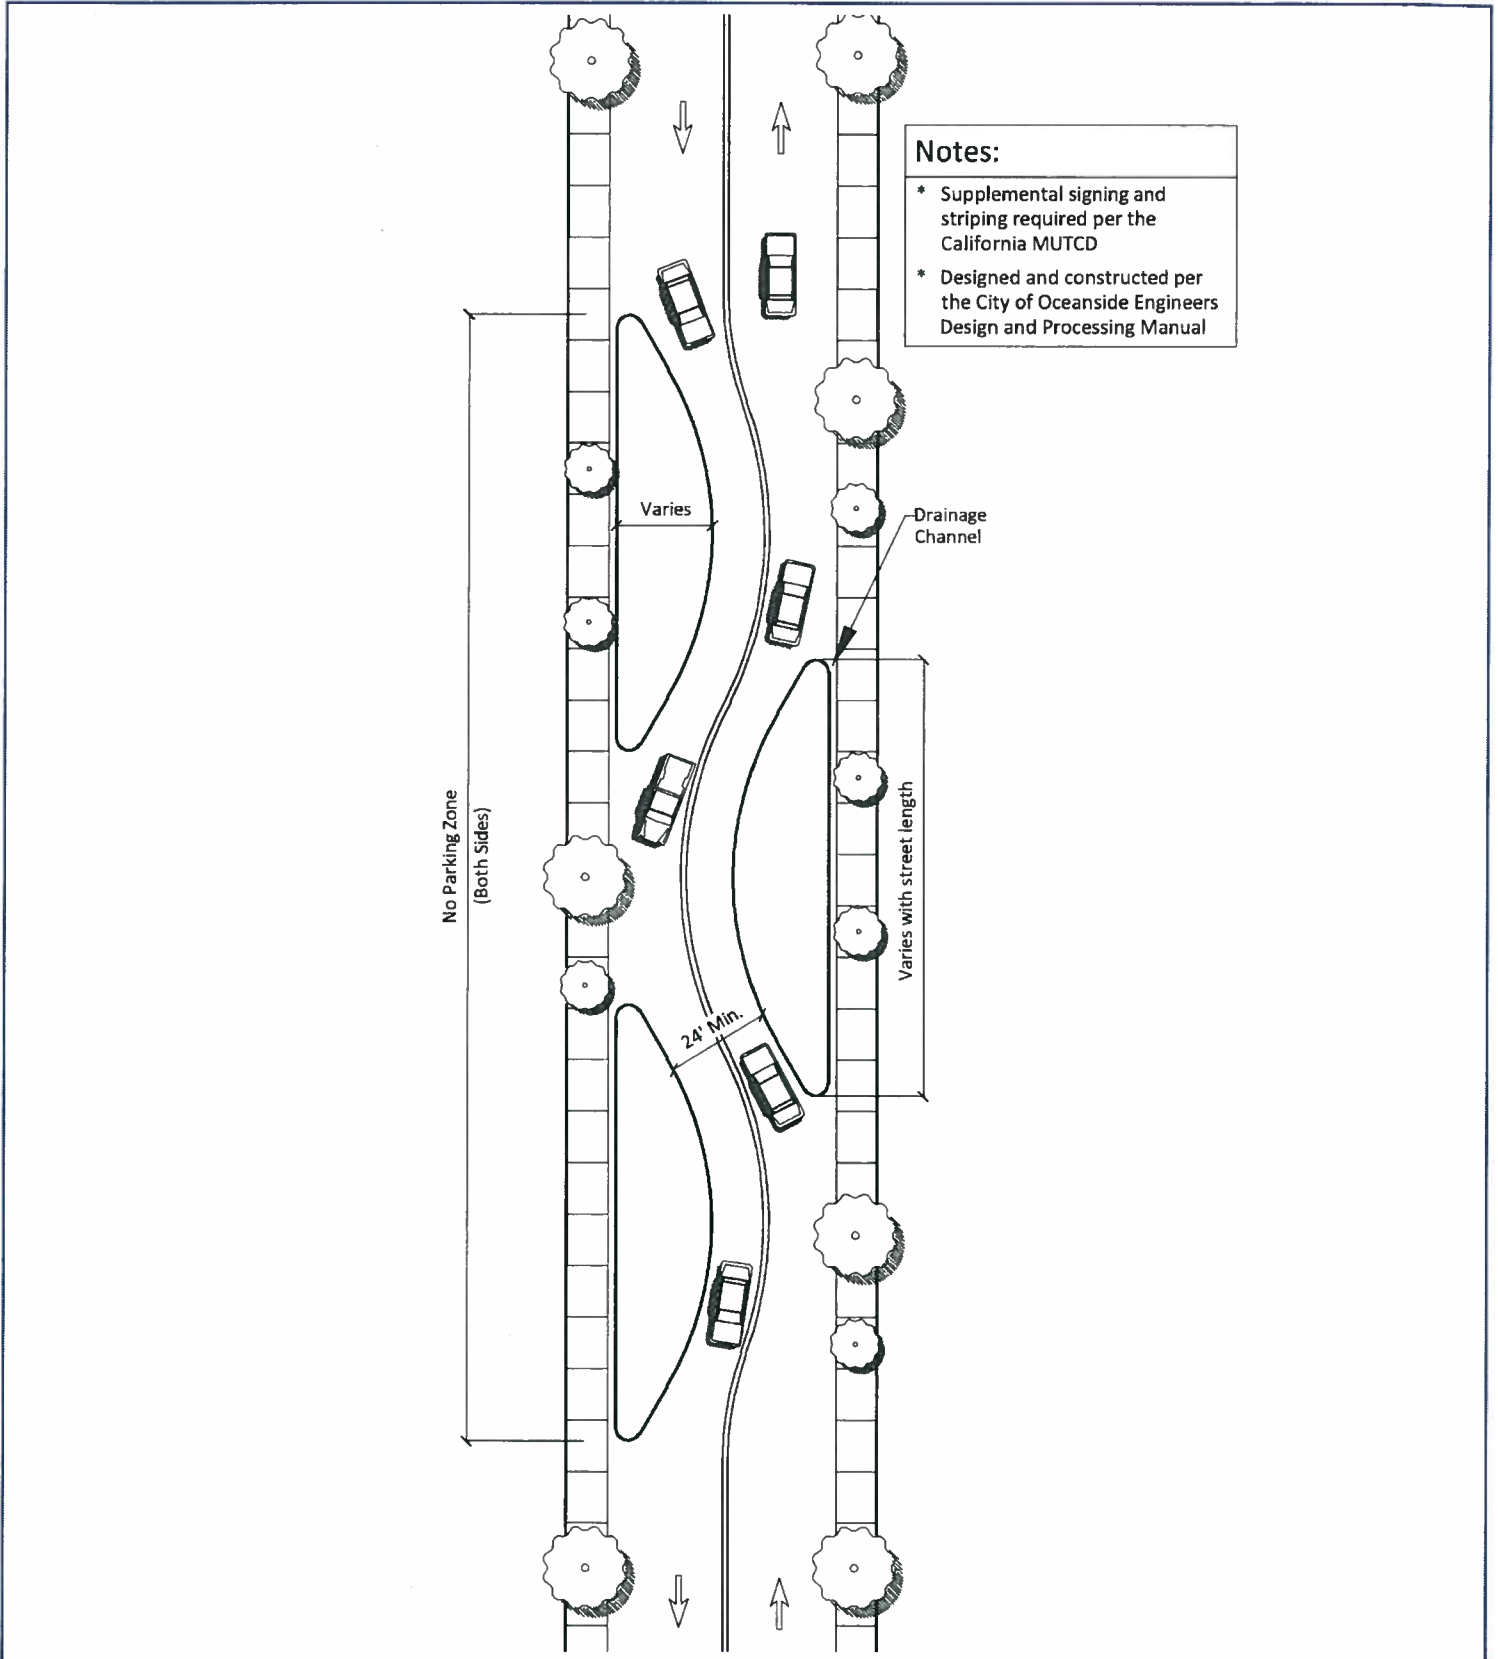 Notes:
* Supplemental signing and
striping required per the
California MUTCD
* Designed and constructed per
the City of Oceanside Engineers
Design and Processing Manual
Varies
Drainage
Channel
No Parking Zone
(Both Sides)
Varies with street length
24' Min.